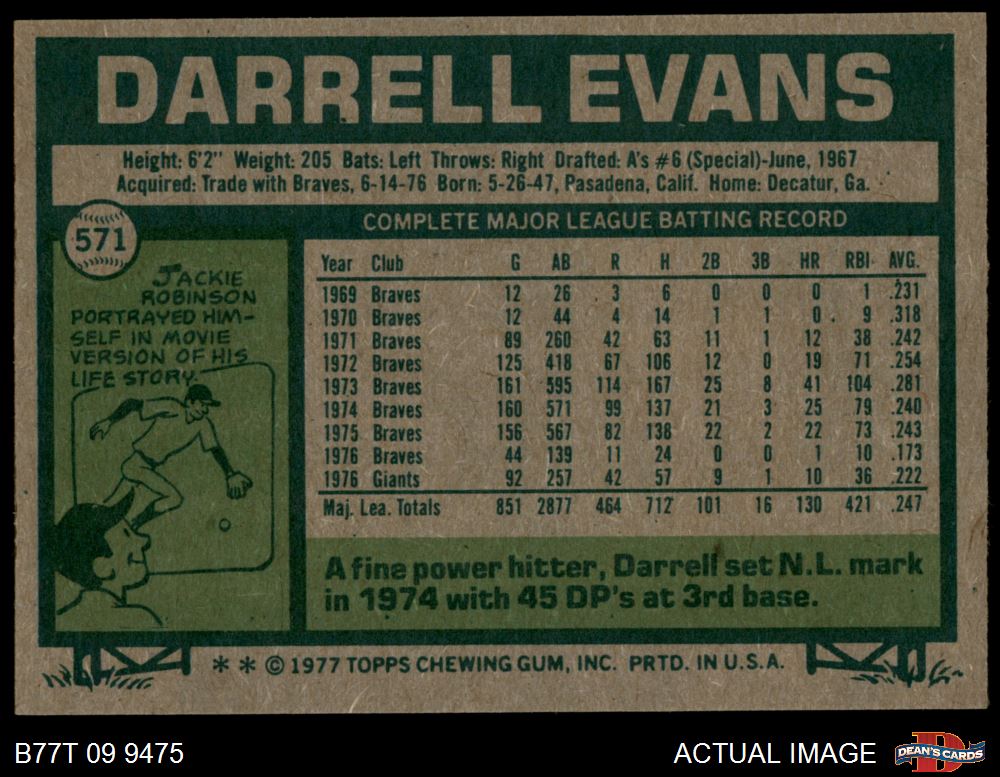 DARRELL EVANS
Height: 6'2" Weight: 205 Bats: Left Throws: Right Drafted: A's #6 (Special)-June, 1967
Acquired: Trade with Braves, 6-14-76 Born: 5-26-47, Pasadena, Calif. Home: Decatur, Ga.
571
JACKIE
ROBINSON
PORTRAYED HIM-
SELF IN MOVIE
VERSION OF HIS
LIFE STORY.
COMPLETE MAJOR LEAGUE BATTING RECORD
Year Club G AB R H 2B 3B HR RBI AVG.
1969 Braves 12 26 3 6 0 0 0 1 .231
1970 Braves 12 44 4 14 1 1 0 9 .318
1971 Braves 89 260 42 63 11 1 12 38 .242
1972 Braves 125 418 67 106 12 0 19 71 .254
1973 Braves 161 595 114 167 25 8 41 104 .281
1974 Braves 160 571 99 137 21 3 25 79 .240
1975 Braves 156 567 82 138 22 2 22 73 .243
1976 Braves 44 139 11 24 0 0 1 10 .173
1976 Giants 92 257 42 57 9 1 10 36 .222
Maj. Lea. Totals 851 2877 464 712 101 16 130 421 .247
A fine power hitter, Darrell set N.L. mark
in 1974 with 45 DP's at 3rd base.
* * © 1977 TOPPS CHEWING GUM, INC. PRTD. IN U.S.A.
B77T 09 9475
ACTUAL IMAGE
D
DEAN'S CARDS